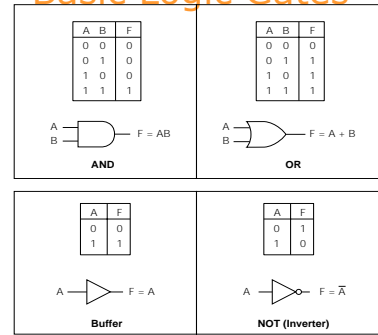 Basic Logic Gates
A B F
0 0 0
0 1 0
1 0 0
1 1 1
A
B
F = AB
AND
A B F
0 0 0
0 1 1
1 0 1
1 1 1
A
B
F = A + B
OR
A F
0 0
1 1
A
F = A
Buffer
A F
0 1
1 0
A
F = A̅
NOT (Inverter)